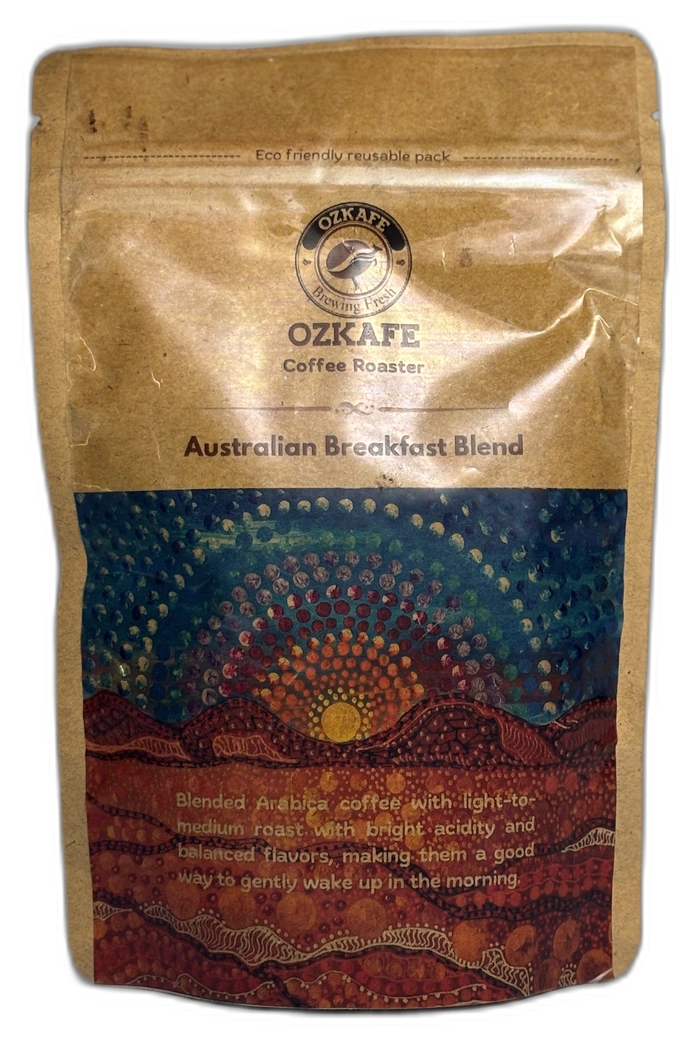 Eco friendly reusable pack
OZKAFE
Brewing Fresh
OZKAFE
Coffee Roaster
Australian Breakfast Blend
Blended Arabica coffee with light-to-
medium roast with bright acidity and
balanced flavors, making them a good
way to gently wake up in the morning.